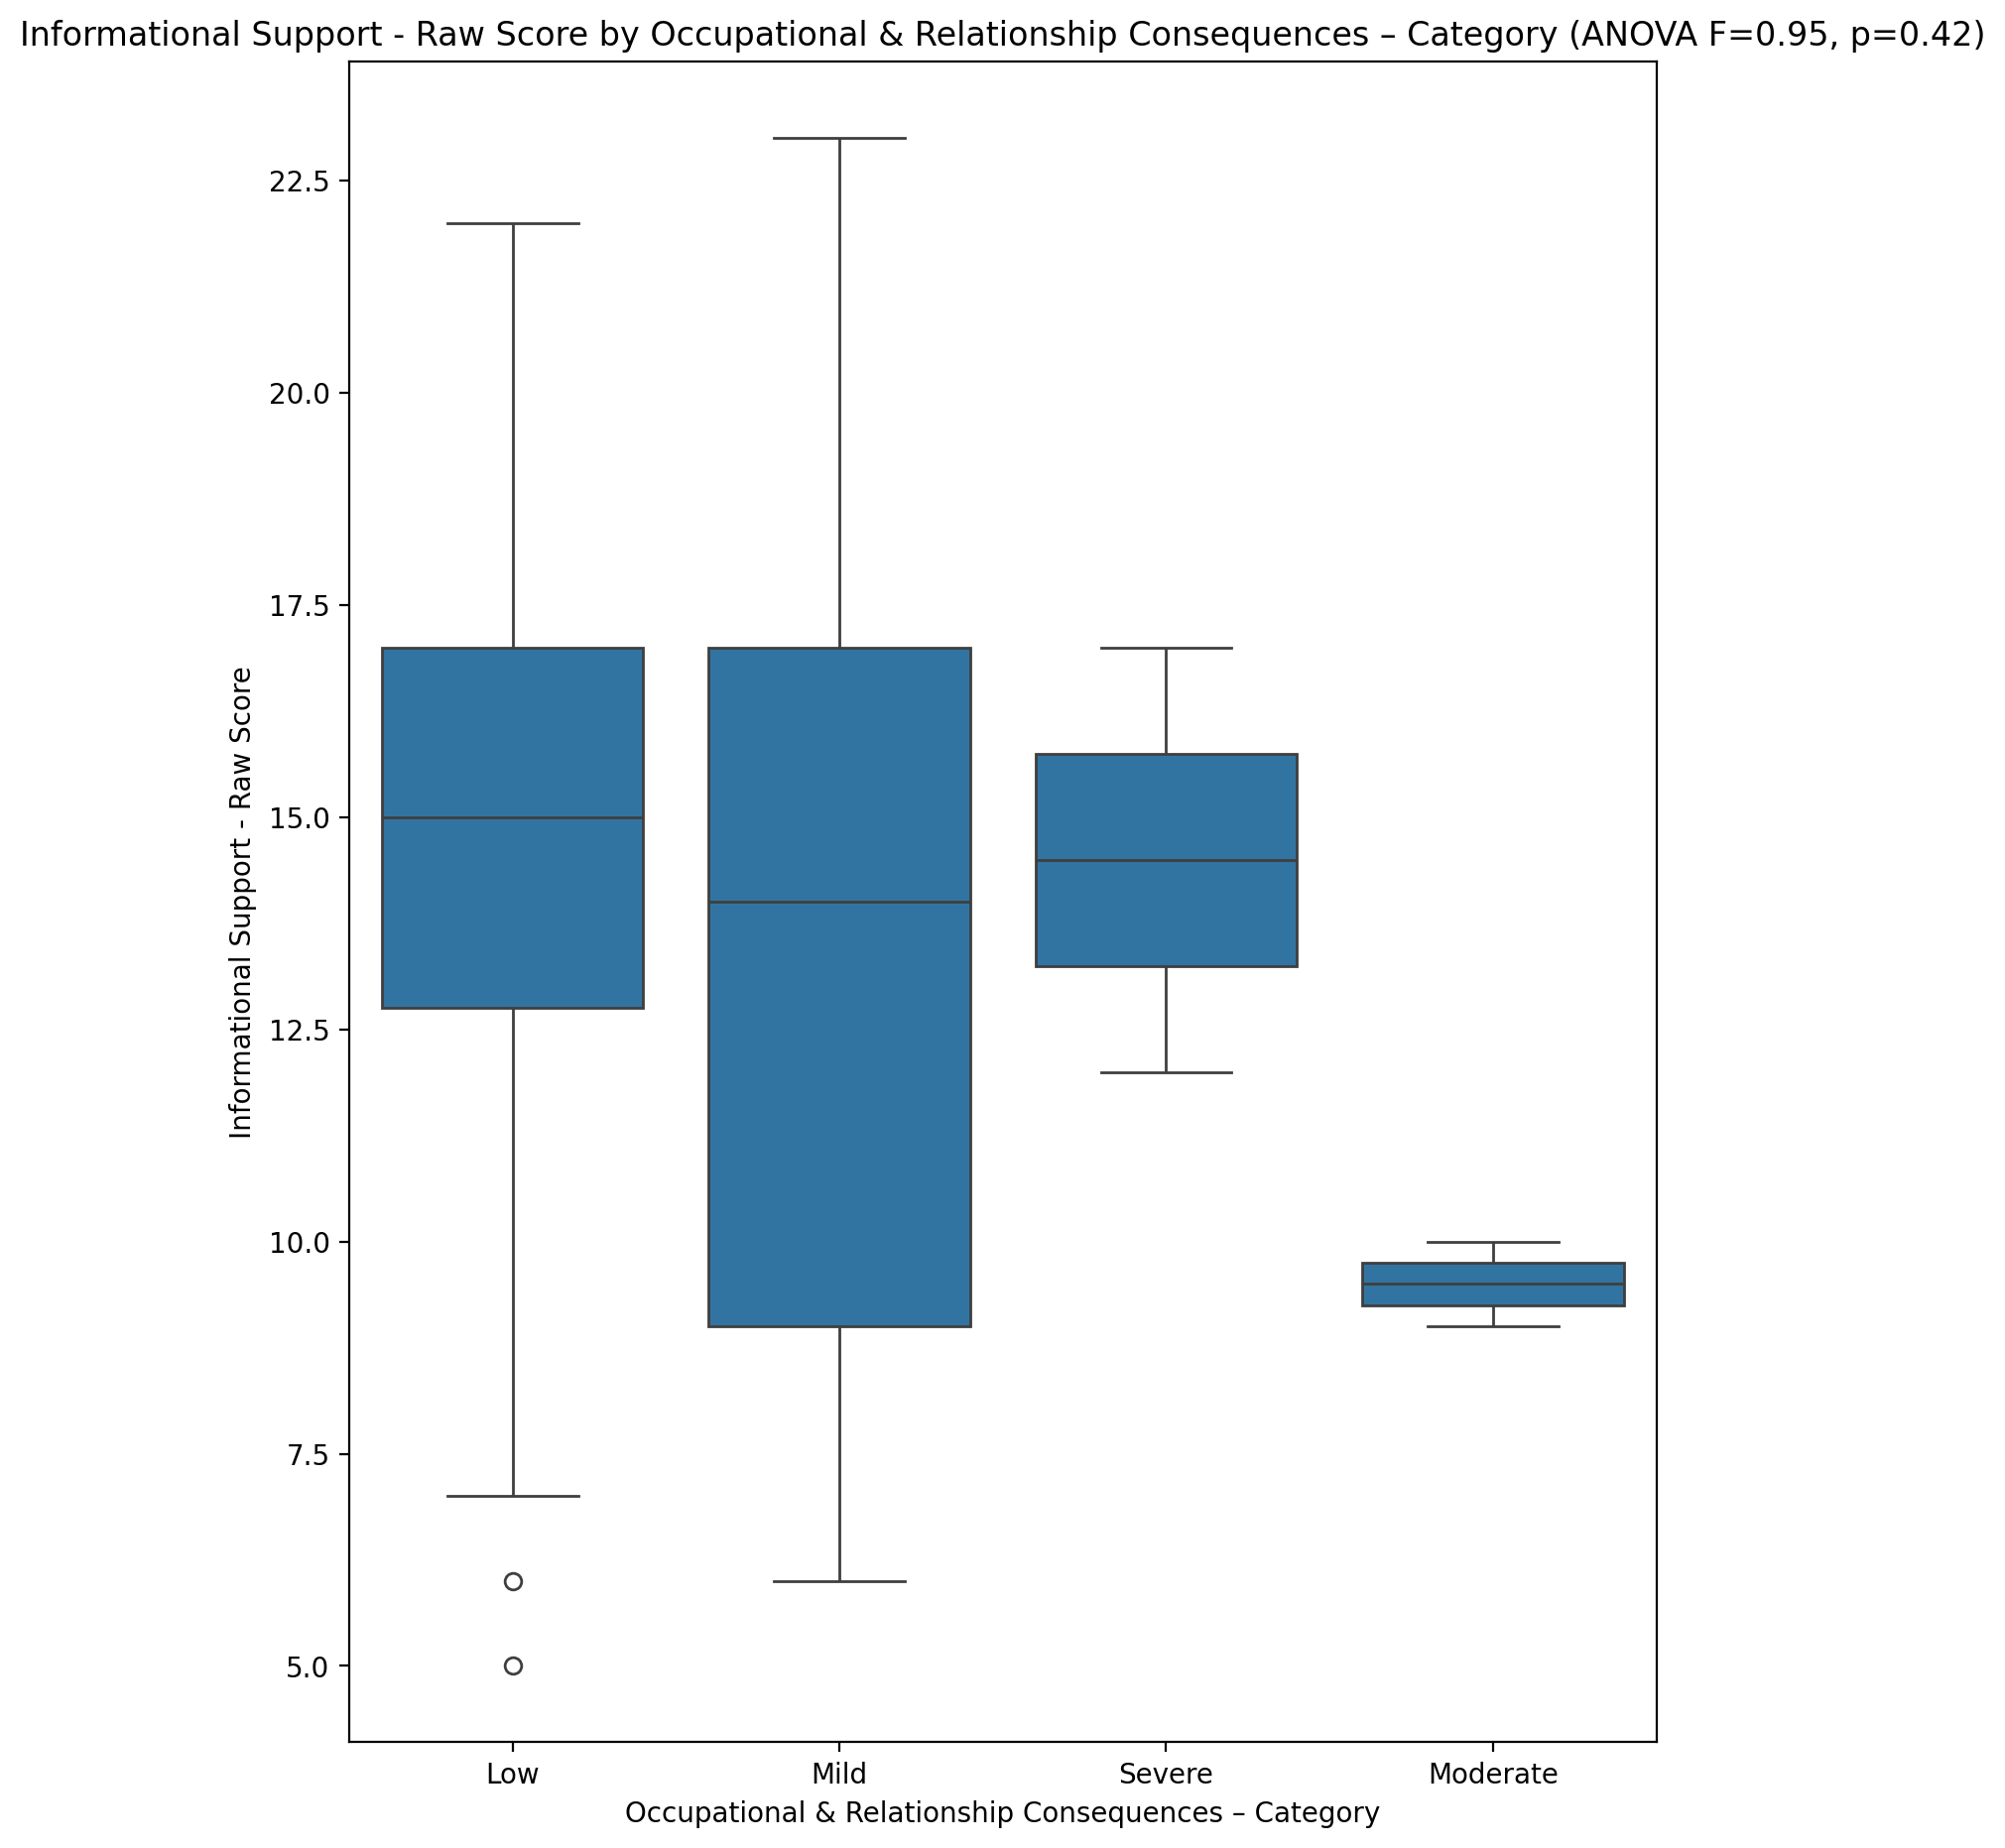 Informational Support - Raw Score by Occupational & Relationship Consequences – Category (ANOVA F=0.95, p=0.42)
Informational Support - Raw Score
22.5
20.0
17.5
15.0
12.5
10.0
7.5
5.0
Low Mild Severe Moderate
Occupational & Relationship Consequences – Category